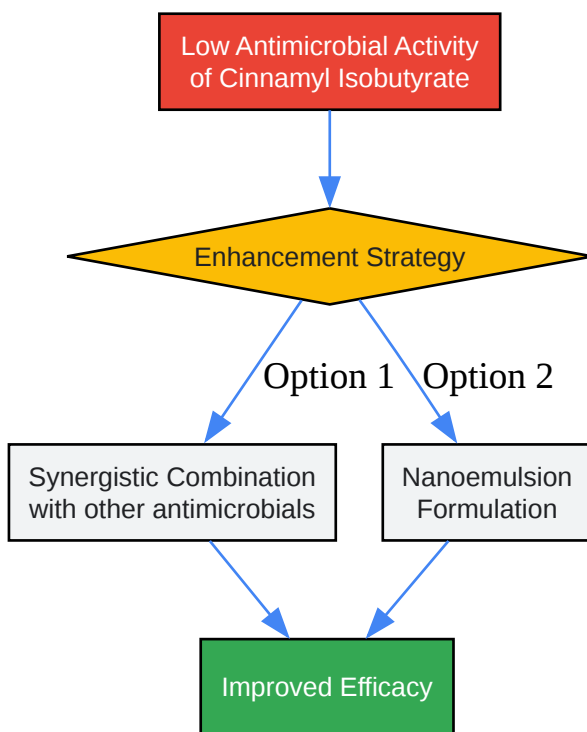 Low Antimicrobial Activity
of Cinnamyl Isobutyrate
Enhancement Strategy
Option 1
Option 2
Synergistic Combination
with other antimicrobials
Nanoemulsion
Formulation
Improved Efficacy